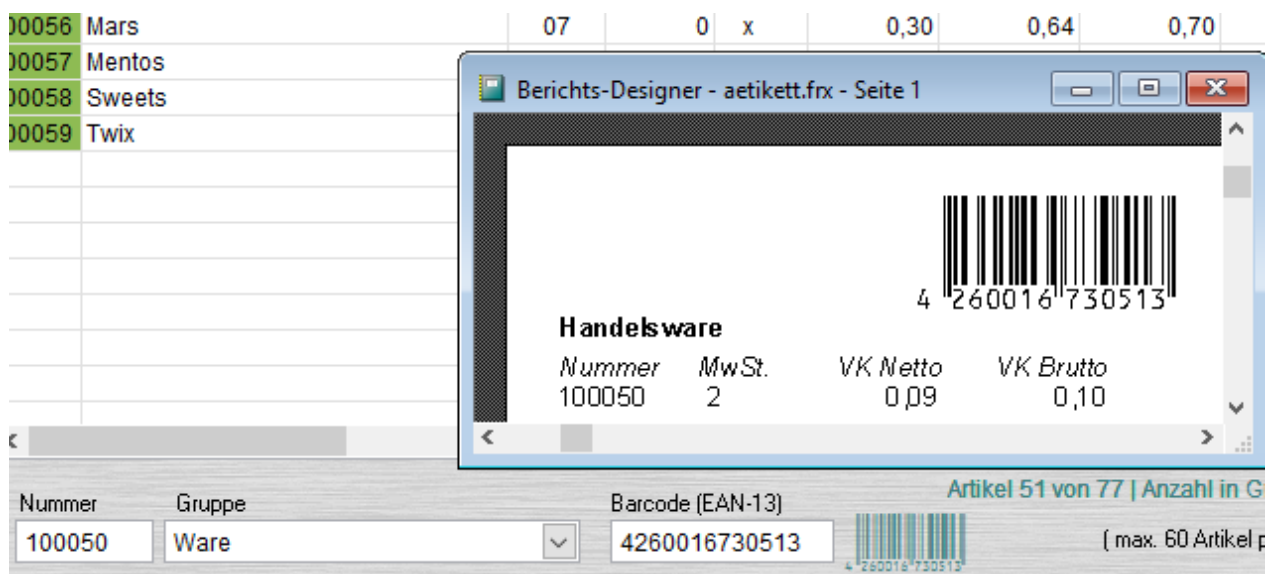 00056 Mars 07 0 x 0,30 0,64 0,70
00057 Mentos
00058 Sweets
00059 Twix
Berichts-Designer - aetikett.frx - Seite 1
4 260016 730513
Handelsware
Nummer MwSt. VK Netto VK Brutto
100050 2 0,09 0,10
Artikel 51 von 77 | Anzahl in G
Nummer Gruppe Barcode (EAN-13)
100050 Ware 4260016730513
( max. 60 Artikel p
4 260016 730513